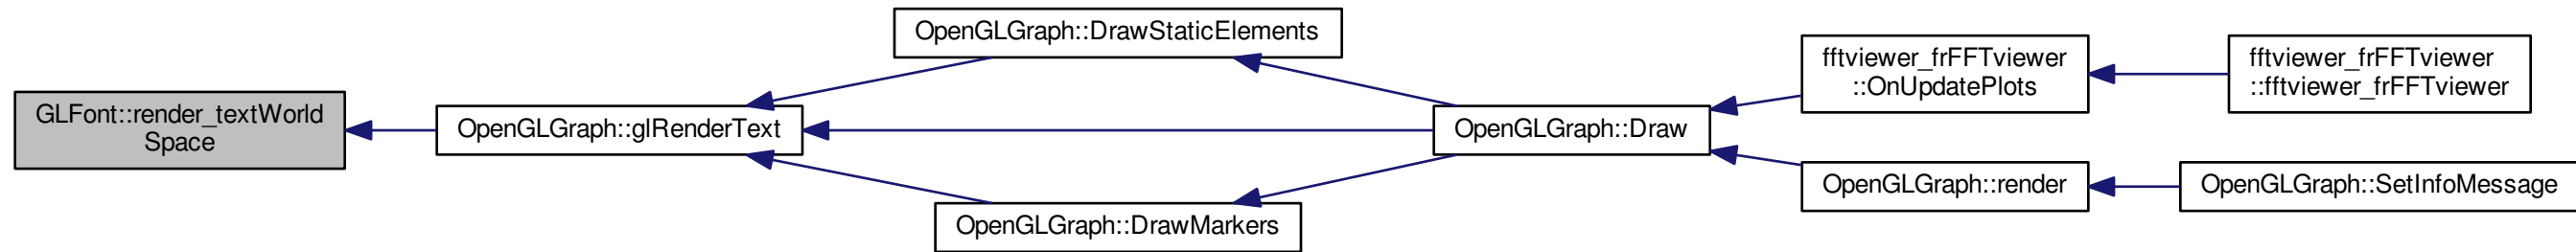 GLFont::render_textWorld
Space
OpenGLGraph::glRenderText
OpenGLGraph::DrawStaticElements
OpenGLGraph::DrawMarkers
OpenGLGraph::Draw
fftviewer_frFFTviewer
::OnUpdatePlots
OpenGLGraph::render
fftviewer_frFFTviewer
::fftviewer_frFFTviewer
OpenGLGraph::SetInfoMessage